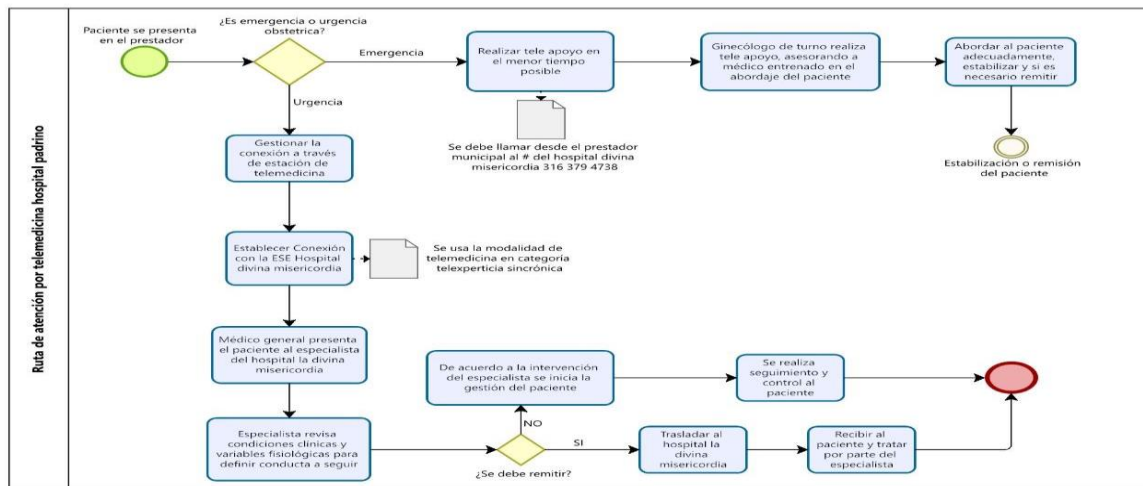 Ruta de atención por telemedicina hospital padrino
Paciente se presenta
en el prestador
¿Es emergencia o urgencia
obstetrica?
Emergencia
Realizar tele apoyo en
el menor tiempo
posible
Ginecólogo de turno realiza
tele apoyo, asesorando a
médico entrenado en el
abordaje del paciente
Abordar al paciente
adecuadamente,
estabilizar y si es
necesario remitir
Urgencia
Se debe llamar desde el prestador
municipal al # del hospital divina
misericordia 316 379 4738
Estabilización o remisión
del paciente
Gestionar la
conexión a través
de estación de
telemedicina
Establecer Conexión
con la ESE Hospital
divina misericordia
Se usa la modalidad de
telemedicina en categoría
telexperticia sincrónica
Médico general presenta
el paciente al especialista
del hospital la divina
misericordia
De acuerdo a la intervención
del especialista se inicia la
gestión del paciente
Se realiza
seguimiento y
control al
paciente
NO
Especialista revisa
condiciones clínicas y
variables fisiológicas para
definir conducta a seguir
SI
¿Se debe remitir?
Trasladar al
hospital la divina
misericordia
Recibir al
paciente y tratar
por parte del
especialista